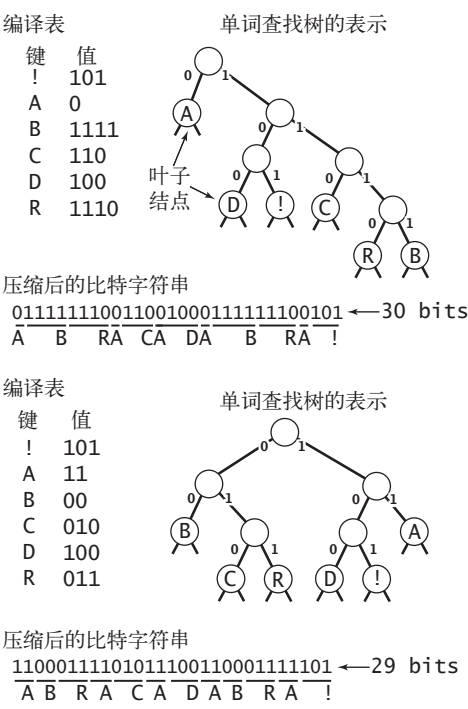 编译表
键 值
! 101
A 0
B 1111
C 110
D 100
R 1110
单词查找树的表示
0 1
A
0 1
0 1
0 1
叶子
结点
D ! C
0 1
R B
压缩后的比特字符串
011111110011001000111111100101 30 bits
A B RA CA DA B RA !
编译表
键 值
! 101
A 11
B 00
C 010
D 100
R 011
单词查找树的表示
0 1
0 1 0 1
B A
0 1 0 1
C R D !
压缩后的比特字符串
11000111101011100110001111101 29 bits
A B R A C A D A B R A !